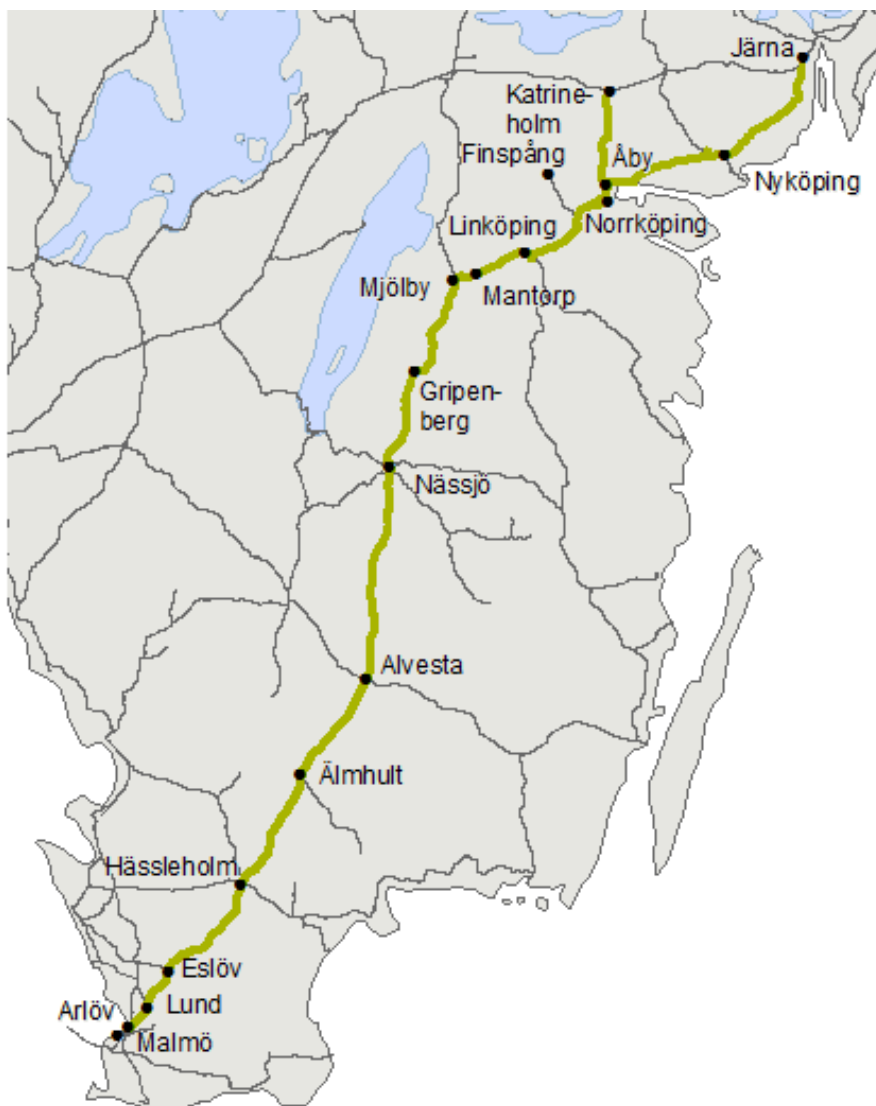 Järna
Katrine-
holm
Finspång
Åby
Nyköping
Linköping
Norrköping
Mjölby
Mantorp
Gripen-
berg
Nässjö
Alvesta
Älmhult
Hässleholm
Eslöv
Lund
Arlöv
Malmö